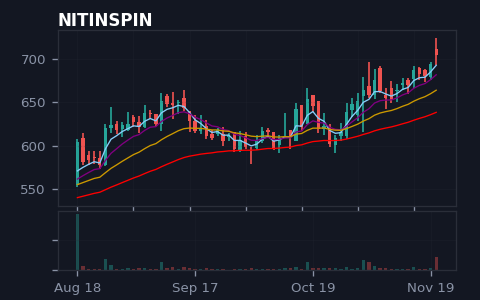 NITINSPIN
700
650
600
550
Aug 18
Sep 17
Oct 19
Nov 19